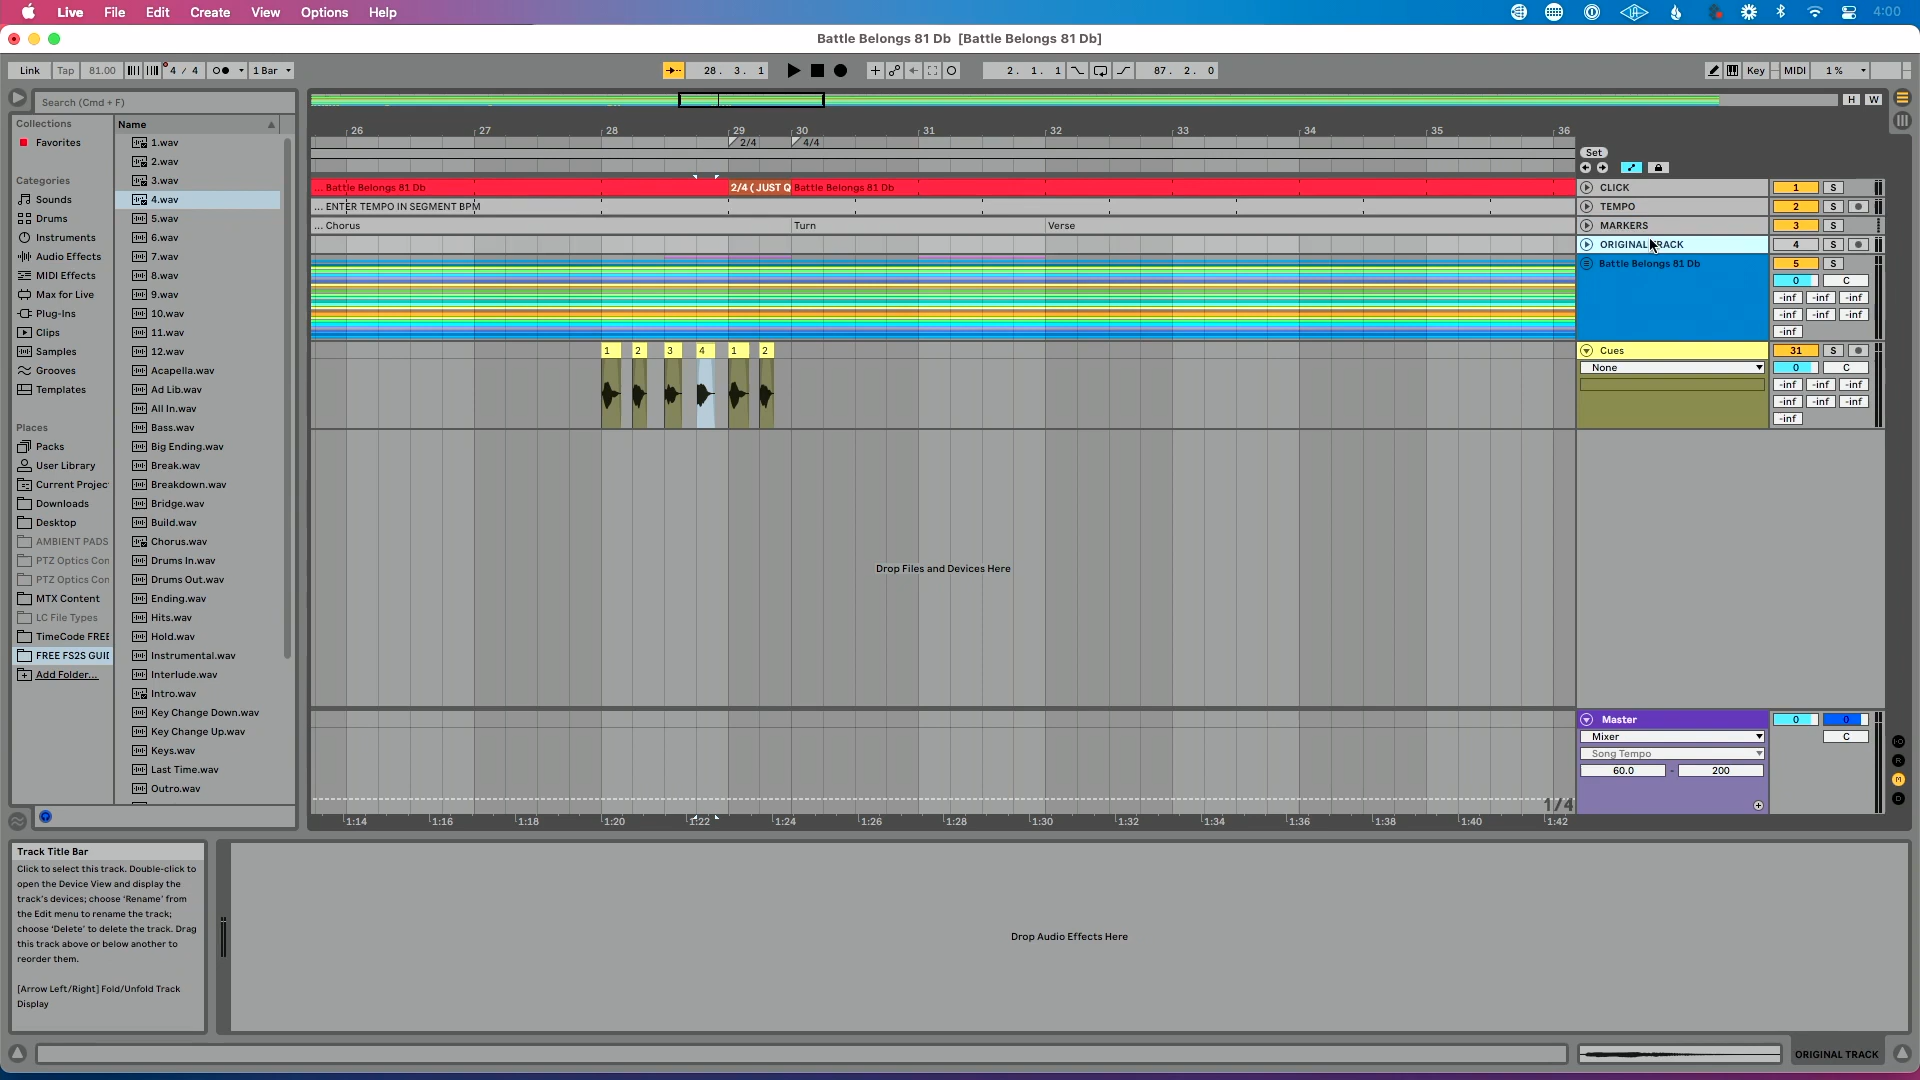 Live File Edit Create View Options Help 4:00
Battle Belongs 81 Db [Battle Belongs 81 Db]
Link Tap 81.00 4 / 4 1 Bar 28. 3. 1 2. 1. 1 87. 2. 0 Key MIDI 1 %
Search (Cmd + F)
H W
Collections
Favorites
Categories
Sounds
Drums
Instruments
Audio Effects
MIDI Effects
Max for Live
Plug-Ins
Clips
Samples
Grooves
Templates
Places
Packs
User Library
Current Projec
Downloads
Desktop
AMBIENT PADS
PTZ Optics Con
PTZ Optics Con
MTX Content
LC File Types
TimeCode FREE
FREE FS2S GUID
Add Folder...
Name
1.wav
2.wav
3.wav
4.wav
5.wav
6.wav
7.wav
8.wav
9.wav
10.wav
11.wav
12.wav
Acapella.wav
Ad Lib.wav
All In.wav
Bass.wav
Big Ending.wav
Break.wav
Breakdown.wav
Bridge.wav
Build.wav
Chorus.wav
Drums In.wav
Drums Out.wav
Ending.wav
Hits.wav
Hold.wav
Instrumental.wav
Interlude.wav
Intro.wav
Key Change Down.wav
Key Change Up.wav
Keys.wav
Last Time.wav
Outro.wav
26 27 28 29 30 31 32 33 34 35 36
2/4 4/4
Set
... Battle Belongs 81 Db 2/4 ( JUST Q Battle Belongs 81 Db
CLICK 1 S
... ENTER TEMPO IN SEGMENT BPM
TEMPO 2 S
... Chorus Turn Verse
MARKERS 3 S
ORIGINAL TRACK 4 S
Battle Belongs 81 Db 5 S
0 C
-inf -inf -inf
-inf -inf -inf
-inf
1 2 3 4 1 2
Cues 31 S
None 0 C
-inf -inf -inf
-inf -inf -inf
-inf
Drop Files and Devices Here
Master 0 0
Mixer C
Song Tempo
60.0 - 200
1/4
1:14 1:16 1:18 1:20 1:22 1:24 1:26 1:28 1:30 1:32 1:34 1:36 1:38 1:40 1:42
Track Title Bar
Click to select this track. Double-click to
open the Device View and display the
track's devices; choose 'Rename' from
the Edit menu to rename the track;
choose 'Delete' to delete the track. Drag
this track above or below another to
reorder them.
[Arrow Left/Right] Fold/Unfold Track
Display
Drop Audio Effects Here
ORIGINAL TRACK